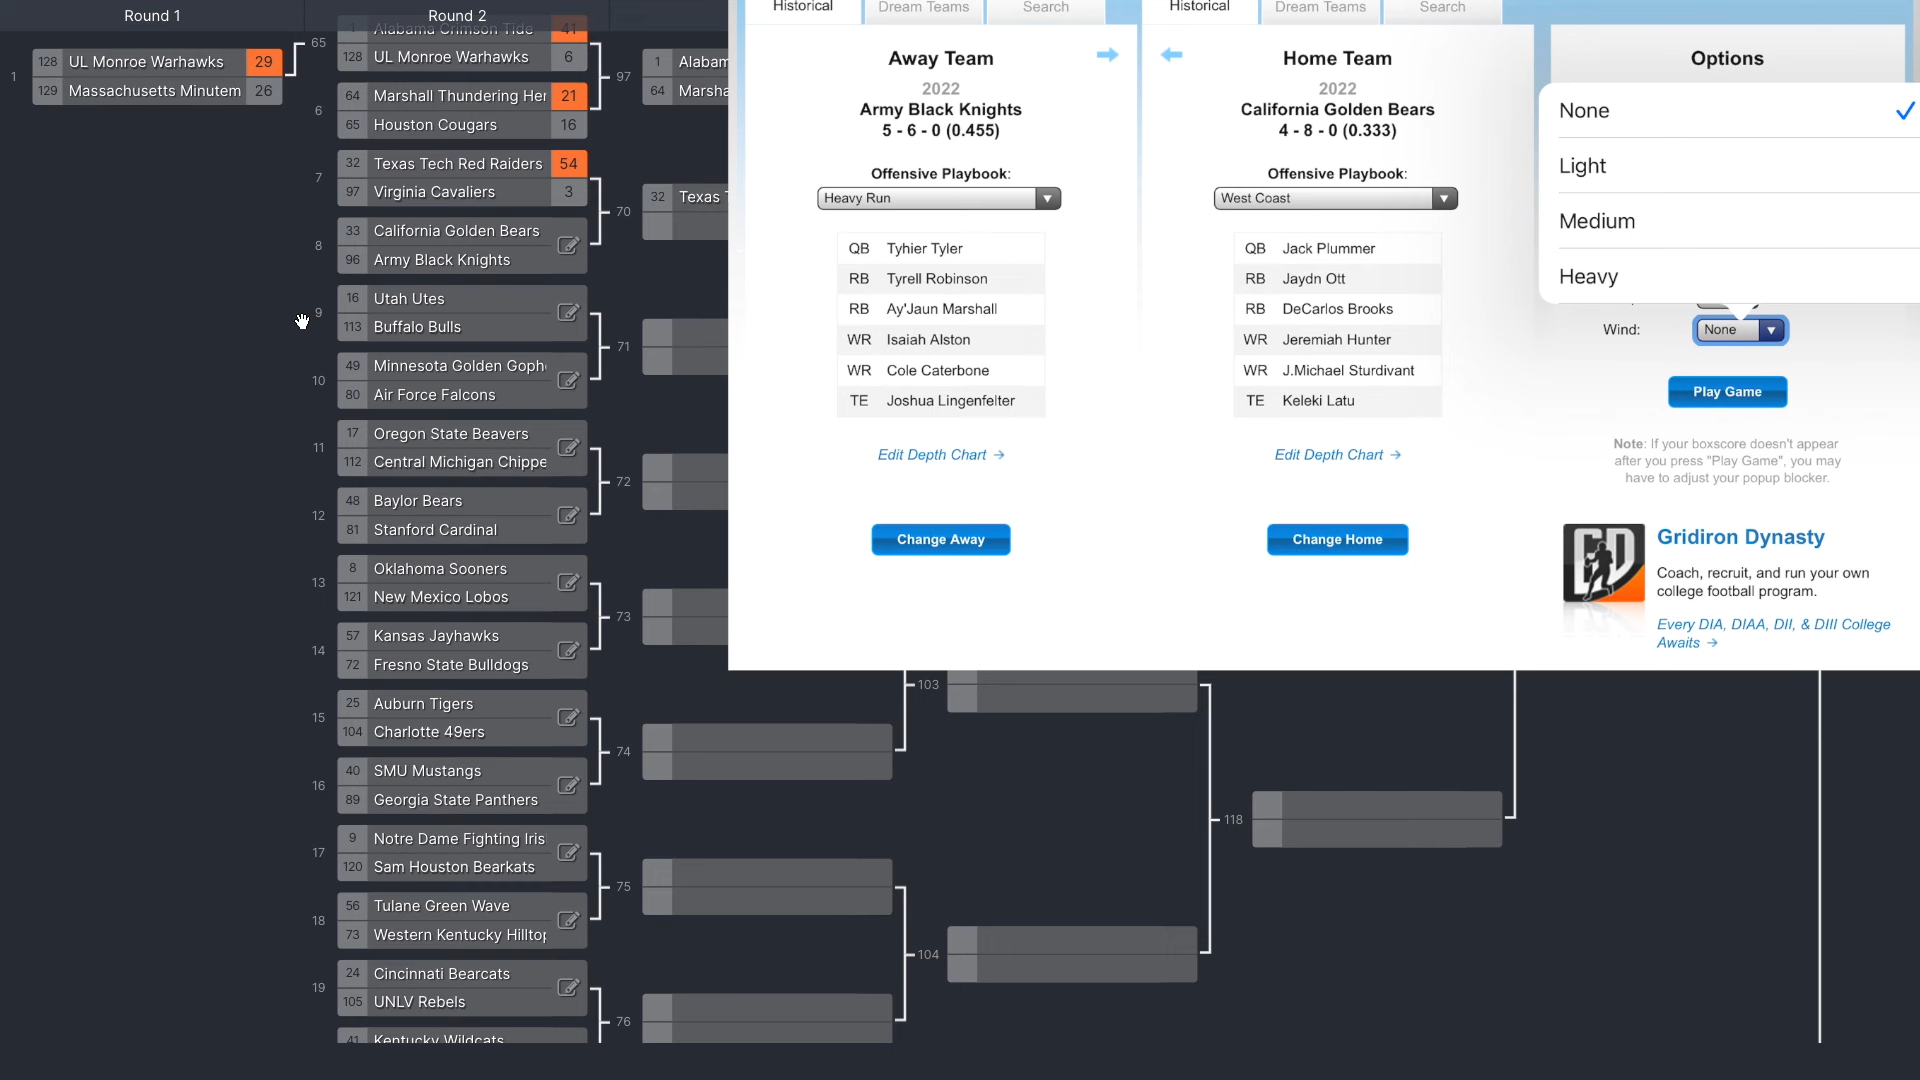 Round 1
1
128 UL Monroe Warhawks 29
129 Massachusetts Minutem 26
Round 2
65
1 Alabama Crimson Tide 41
128 UL Monroe Warhawks 6
6
64 Marshall Thundering Her 21
65 Houston Cougars 16
7
32 Texas Tech Red Raiders 54
97 Virginia Cavaliers 3
8
33 California Golden Bears
96 Army Black Knights
9
16 Utah Utes
113 Buffalo Bulls
10
49 Minnesota Golden Goph
80 Air Force Falcons
11
17 Oregon State Beavers
112 Central Michigan Chippe
12
48 Baylor Bears
81 Stanford Cardinal
13
8 Oklahoma Sooners
121 New Mexico Lobos
14
57 Kansas Jayhawks
72 Fresno State Bulldogs
15
25 Auburn Tigers
104 Charlotte 49ers
16
40 SMU Mustangs
89 Georgia State Panthers
17
9 Notre Dame Fighting Iris
120 Sam Houston Bearkats
18
56 Tulane Green Wave
73 Western Kentucky Hilltop
19
24 Cincinnati Bearcats
105 UNLV Rebels
41 Kentucky Wildcats
97
1 Alabam
64 Marsha
70
32 Texas T
71
72
73
74
75
76
103
104
118
Historical Dream Teams Search
Away Team
2022
Army Black Knights
5 - 6 - 0 (0.455)
Offensive Playbook:
Heavy Run
QB Tyhier Tyler
RB Tyrell Robinson
RB Ay'Jaun Marshall
WR Isaiah Alston
WR Cole Caterbone
TE Joshua Lingenfelter
Edit Depth Chart →
Change Away
Historical Dream Teams Search
Home Team
2022
California Golden Bears
4 - 8 - 0 (0.333)
Offensive Playbook:
West Coast
QB Jack Plummer
RB Jaydn Ott
RB DeCarlos Brooks
WR Jeremiah Hunter
WR J.Michael Sturdivant
TE Keleki Latu
Edit Depth Chart →
Change Home
Options
None
Light
Medium
Heavy
Wind: None
Play Game
Note: If your boxscore doesn't appear
after you press "Play Game", you may
have to adjust your popup blocker.
GD
Gridiron Dynasty
Coach, recruit, and run your own
college football program.
Every DIA, DIAA, DII, & DIII College
Awaits →